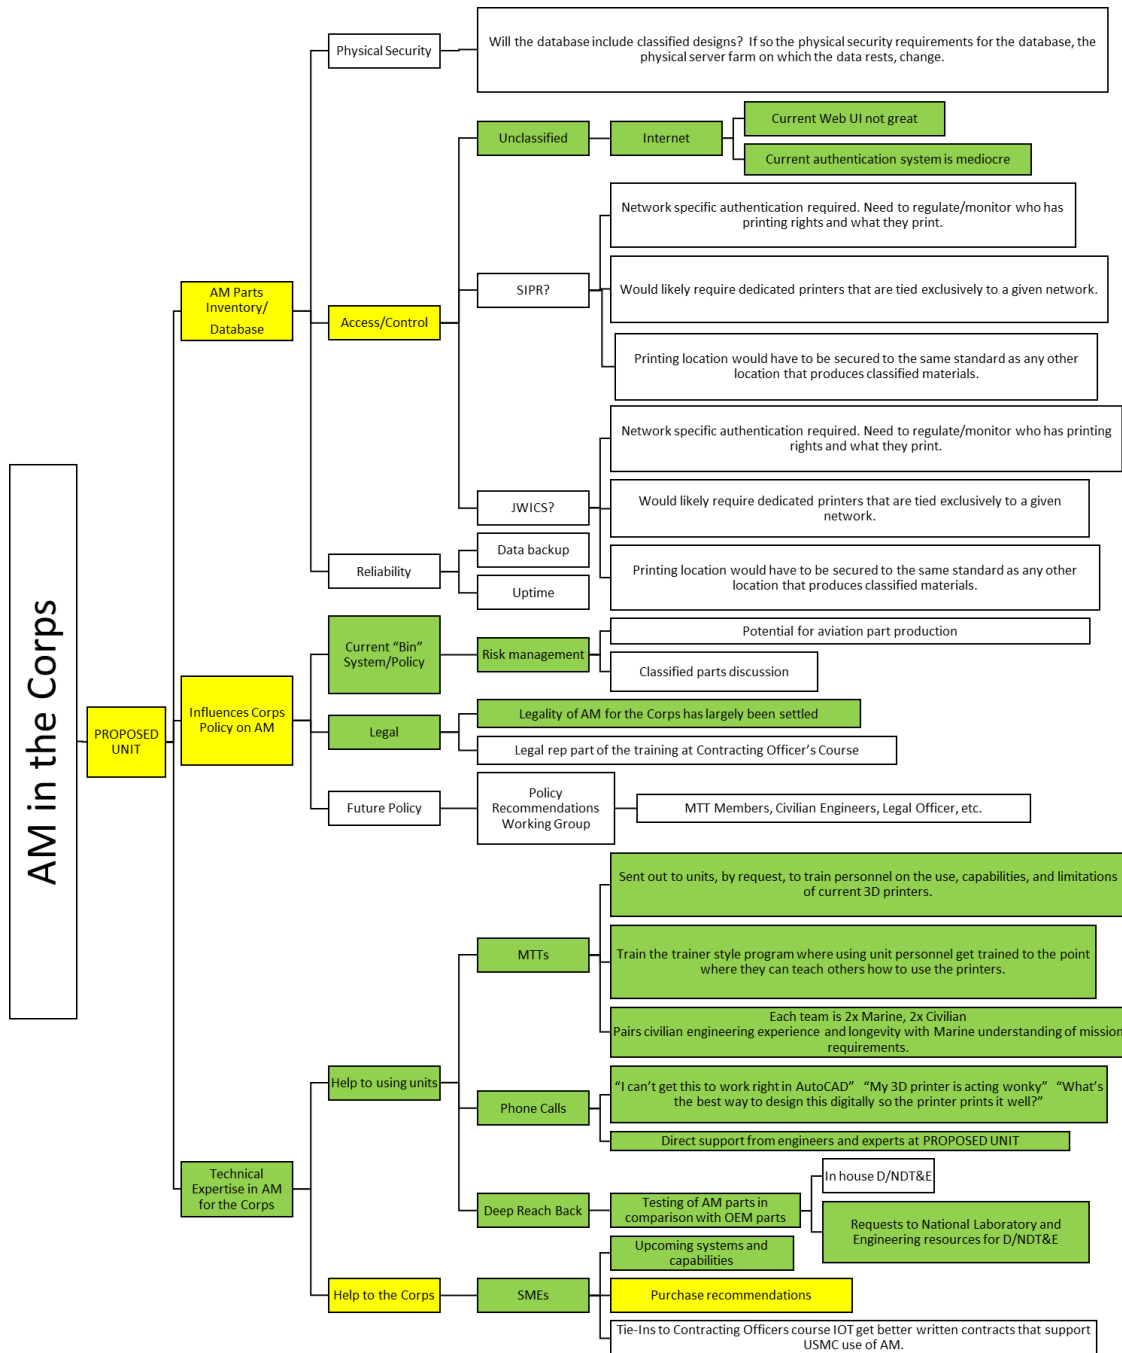 AM in the Corps
PROPOSED
UNIT
AM Parts
Inventory/
Database
Physical Security
Will the database include classified designs? If so the physical security requirements for the database, the
physical server farm on which the data rests, change.
Access/Control
Unclassified
Internet
Current Web UI not great
Current authentication system is mediocre
SIPR?
Network specific authentication required. Need to regulate/monitor who has
printing rights and what they print.
Would likely require dedicated printers that are tied exclusively to a given network.
Printing location would have to be secured to the same standard as any other
location that produces classified materials.
JWICS?
Network specific authentication required. Need to regulate/monitor who has printing
rights and what they print.
Would likely require dedicated printers that are tied exclusively to a given
network.
Printing location would have to be secured to the same standard as any other
location that produces classified materials.
Reliability
Data backup
Uptime
Influences Corps
Policy on AM
Current “Bin”
System/Policy
Risk management
Potential for aviation part production
Classified parts discussion
Legal
Legality of AM for the Corps has largely been settled
Legal rep part of the training at Contracting Officer’s Course
Future Policy
Policy
Recommendations
Working Group
MTT Members, Civilian Engineers, Legal Officer, etc.
Technical
Expertise in AM
for the Corps
Help to using units
MTTs
Sent out to units, by request, to train personnel on the use, capabilities, and limitations
of current 3D printers.
Train the trainer style program where using unit personnel get trained to the point
where they can teach others how to use the printers.
Each team is 2x Marine, 2x Civilian
Pairs civilian engineering experience and longevity with Marine understanding of mission
requirements.
Phone Calls
“I can’t get this to work right in AutoCAD” “My 3D printer is acting wonky” “What’s
the best way to design this digitally so the printer prints it well?”
Direct support from engineers and experts at PROPOSED UNIT
Deep Reach Back
Testing of AM parts in
comparison with OEM parts
In house D/NDT&E
Requests to National Laboratory and
Engineering resources for D/NDT&E
Help to the Corps
SMEs
Upcoming systems and
capabilities
Purchase recommendations
Tie-Ins to Contracting Officers course IOT get better written contracts that support
USMC use of AM.